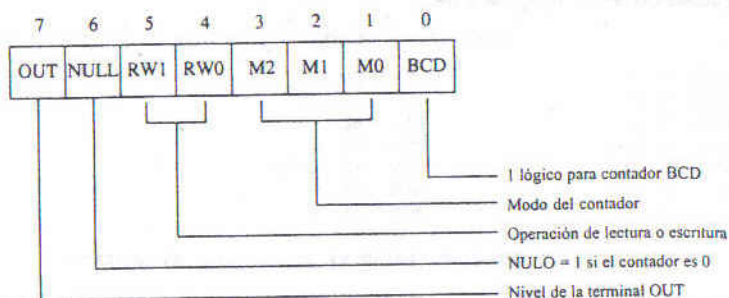 7 6 5 4 3 2 1 0
OUT NULL RW1 RW0 M2 M1 M0 BCD
1 lógico para contador BCD
Modo del contador
Operación de lectura o escritura
NULO = 1 si el contador es 0
Nivel de la terminal OUT